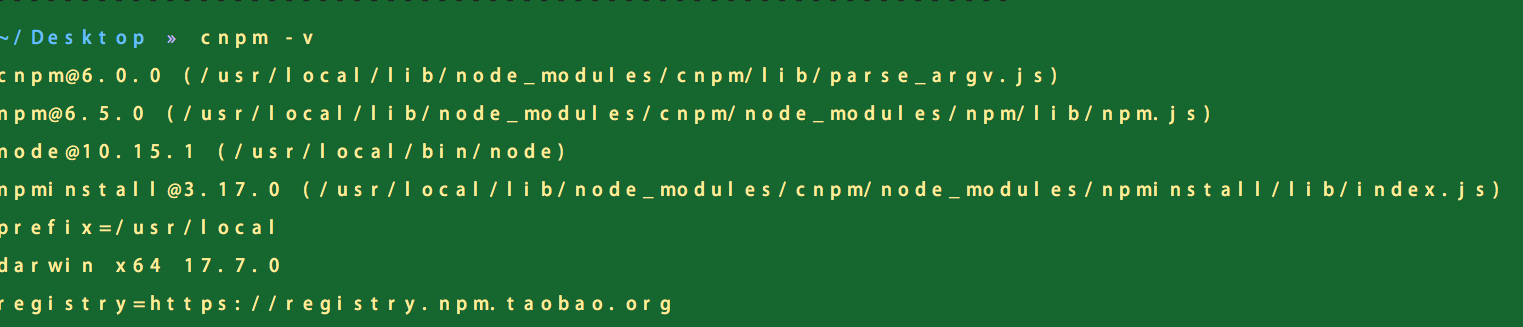 ~/Desktop » cnpm -v
cnpm@6.0.0 (/usr/local/lib/node_modules/cnpm/lib/parse_argv.js)
npm@6.5.0 (/usr/local/lib/node_modules/cnpm/node_modules/npm/lib/npm.js)
node@10.15.1 (/usr/local/bin/node)
npminstall@3.17.0 (/usr/local/lib/node_modules/cnpm/node_modules/npminstall/lib/index.js)
prefix=/usr/local
darwin x64 17.7.0
registry=https://registry.npm.taobao.org